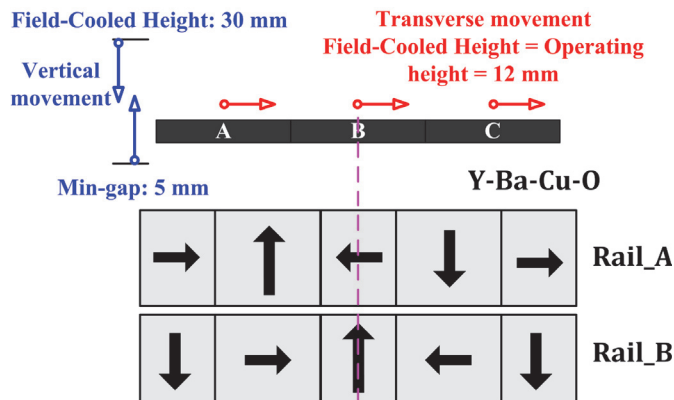 Field-Cooled Height: 30 mm
Transverse movement
Field-Cooled Height = Operating
height = 12 mm
Vertical
movement
A B C
Min-gap: 5 mm
Y-Ba-Cu-O
Rail_A
Rail_B